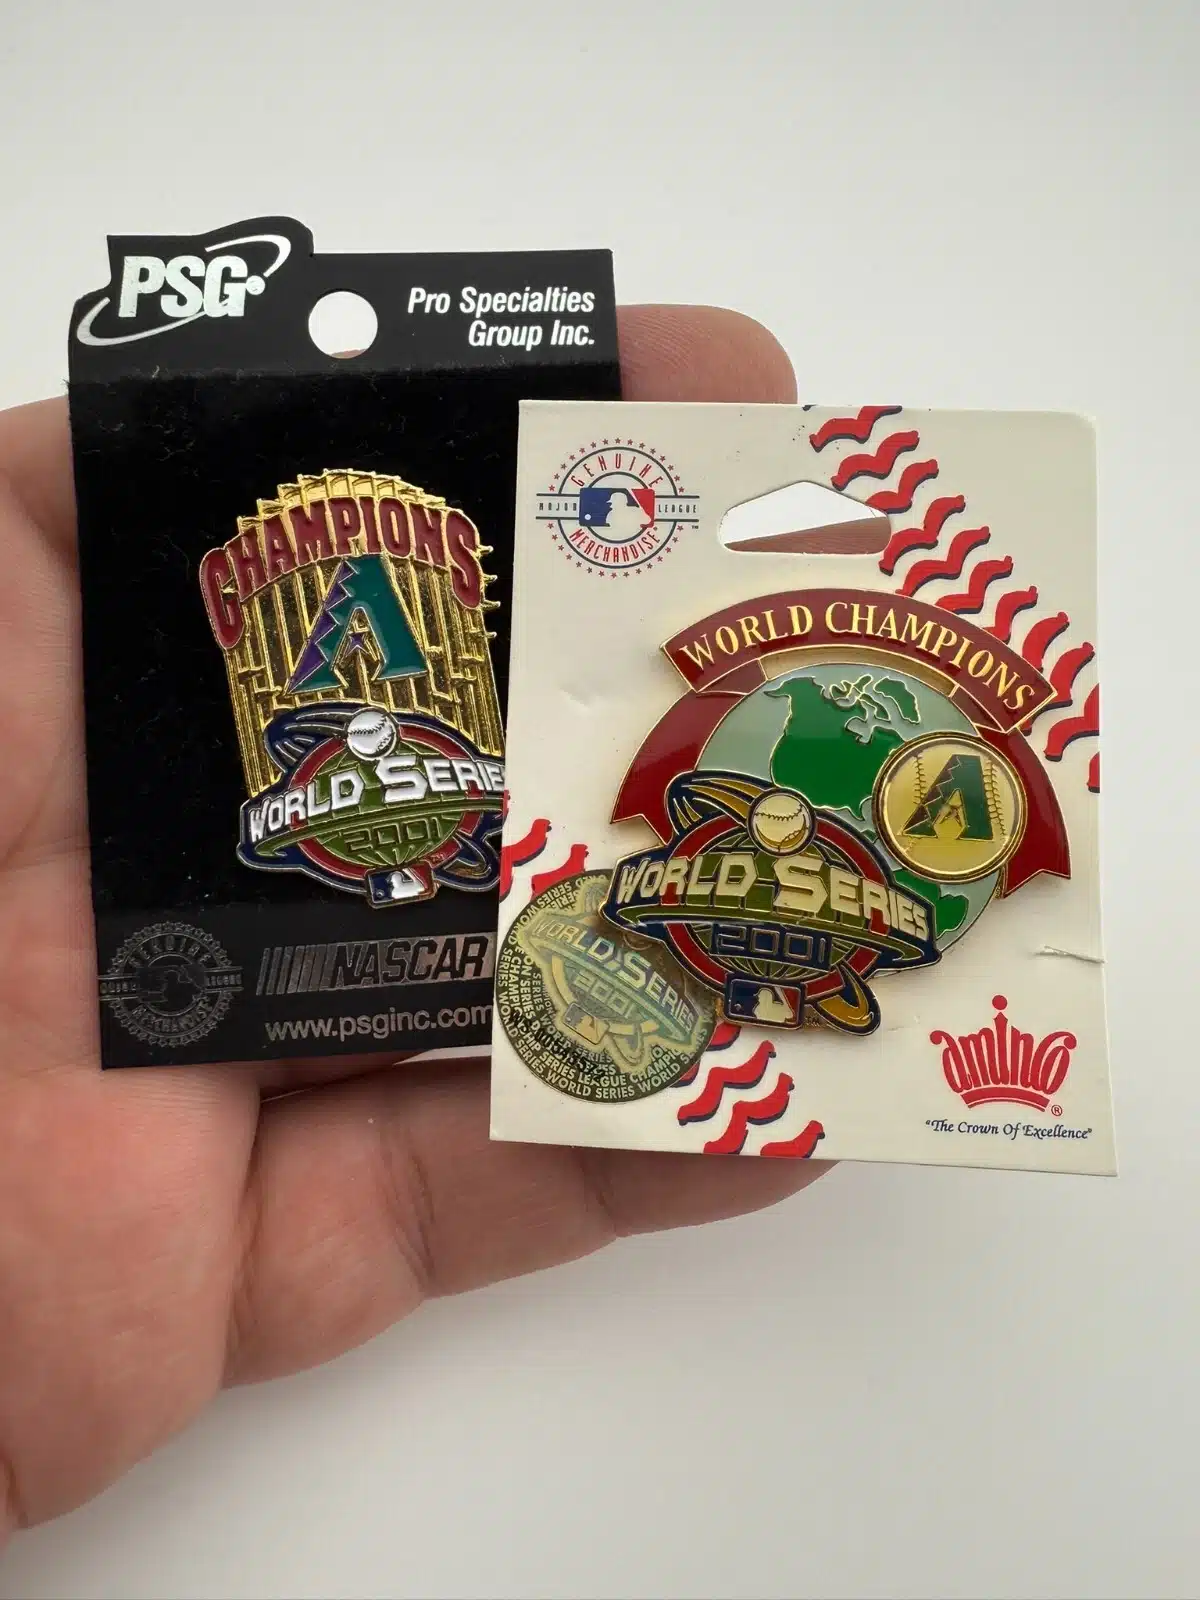 PSG
Pro Specialties
Group Inc.
CHAMPIONS
A
WORLD SERIES
2001
NASCAR
www.psginc.com
GENUINE
MAJOR LEAGUE
MERCHANDISE
WORLD CHAMPIONS
A
WORLD SERIES
2001
WORLD SERIES
2001
amino
®
"The Crown Of Excellence"